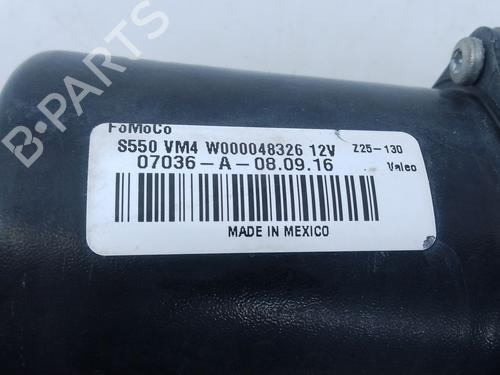 FoMoCo
S550 VM4 W000048326 12V Z25-130
07036-A-08.09.16 Valeo
MADE IN MEXICO
B-PARTS